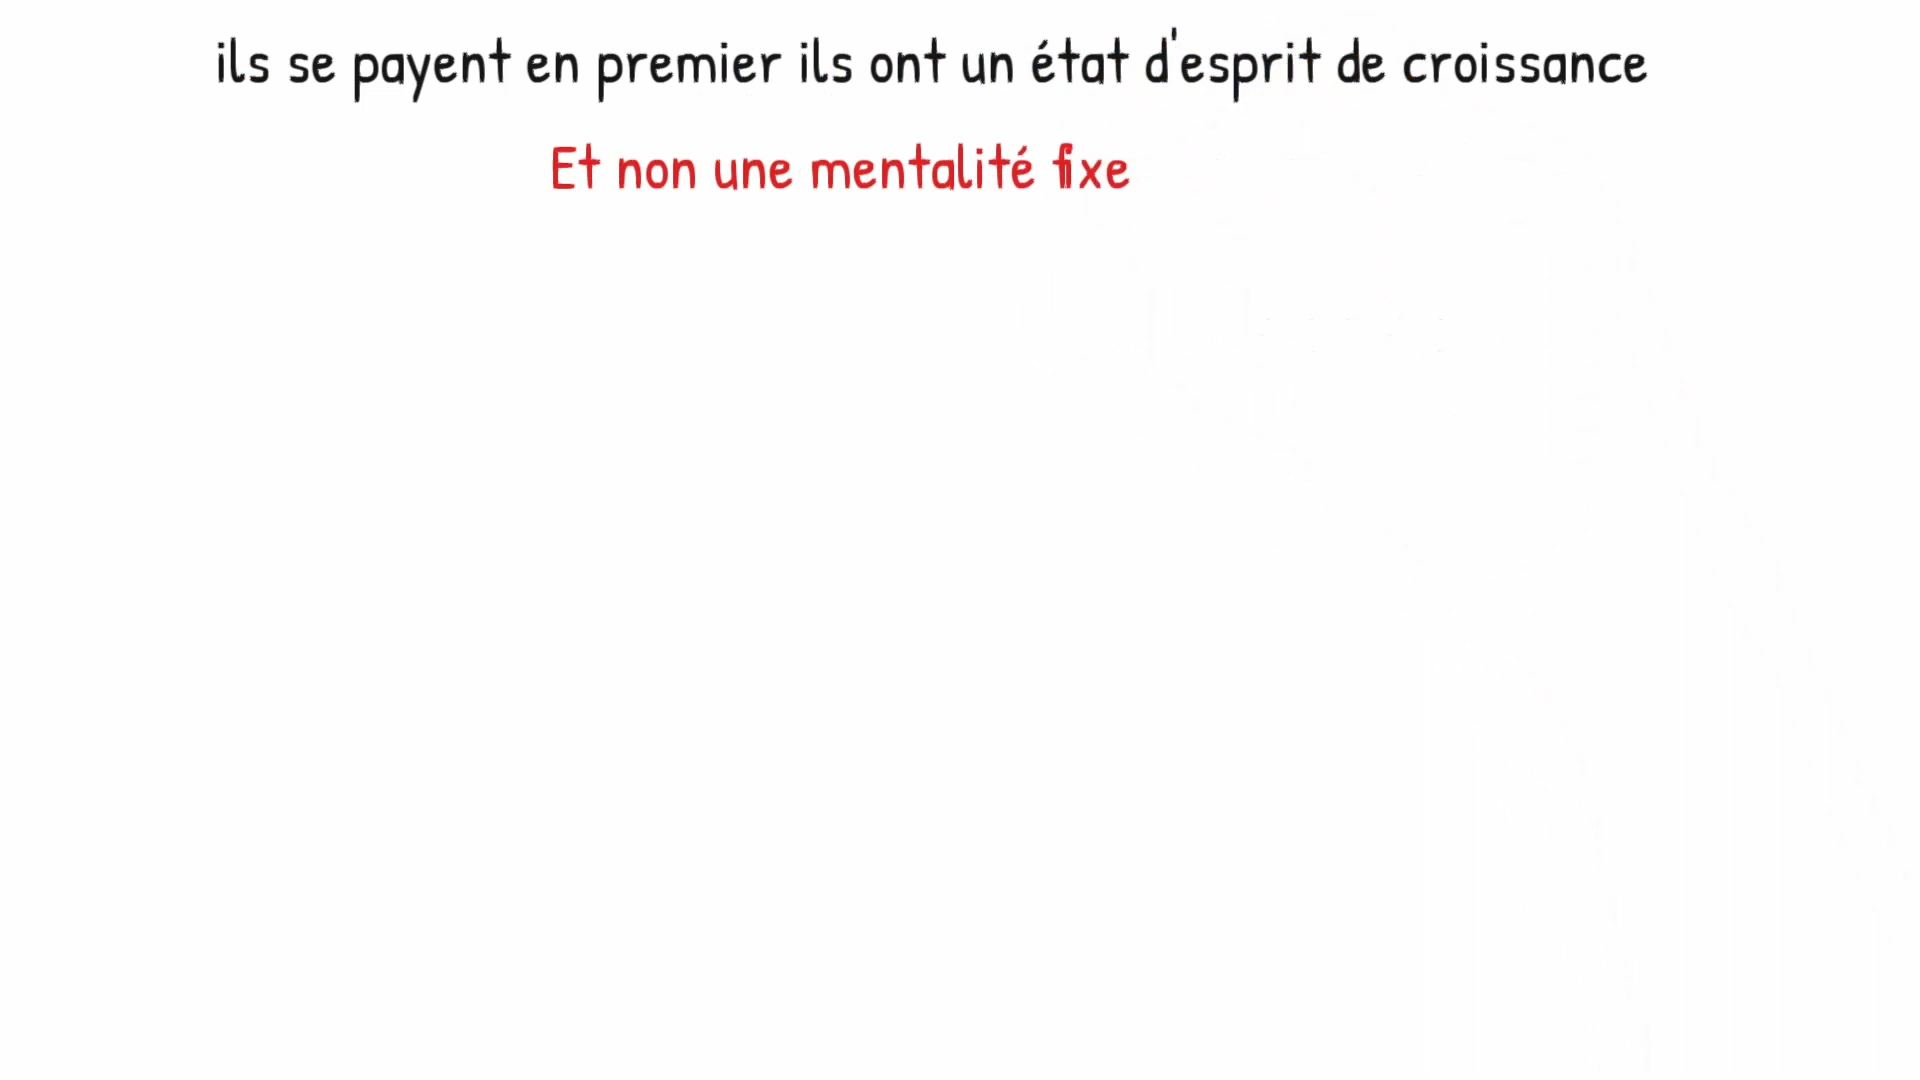 ils se payent en premier ils ont un état d'esprit de croissance
Et non une mentalité fixe